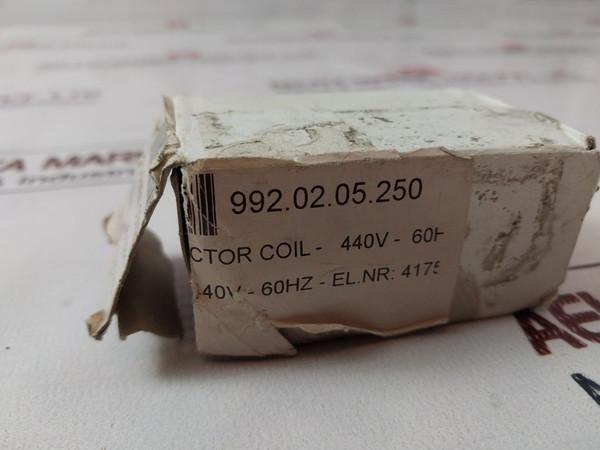 992.02.05.250
CTOR COIL - 440V - 60H
40V - 60HZ - EL.NR: 4175